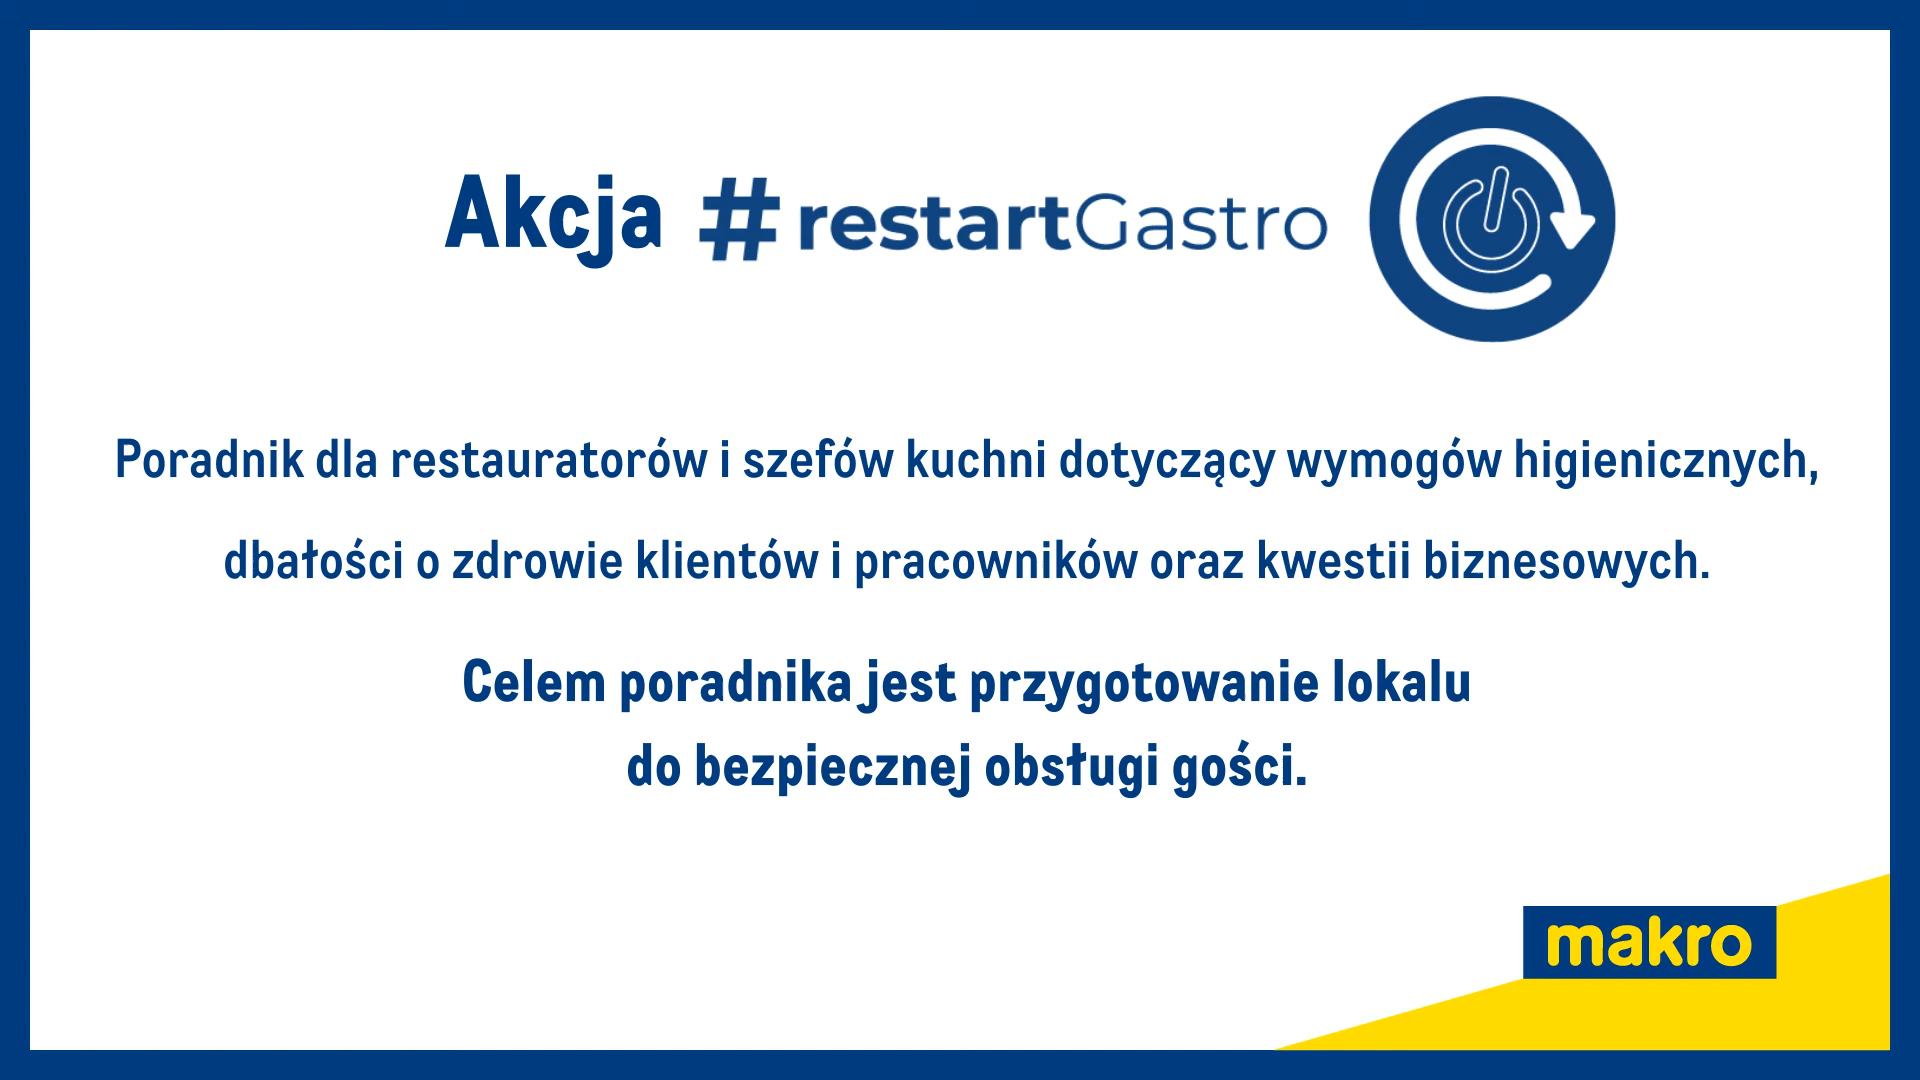 Akcja #restartGastro
Poradnik dla restauratorów i szefów kuchni dotyczący wymogów higienicznych,
dbałości o zdrowie klientów i pracowników oraz kwestii biznesowych.
Celem poradnika jest przygotowanie lokalu
do bezpiecznej obsługi gości.
makro